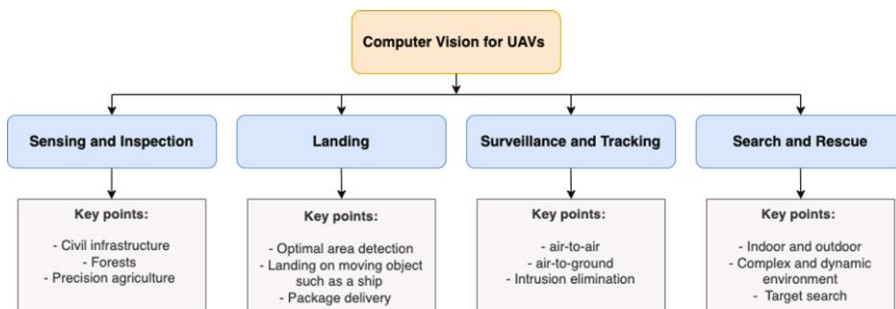 Computer Vision for UAVs
Sensing and Inspection
Landing
Surveillance and Tracking
Search and Rescue
Key points:
- Civil infrastructure
- Forests
- Precision agriculture
Key points:
- Optimal area detection
- Landing on moving object
such as a ship
- Package delivery
Key points:
- air-to-air
- air-to-ground
- Intrusion elimination
Key points:
- Indoor and outdoor
- Complex and dynamic
environment
- Target search